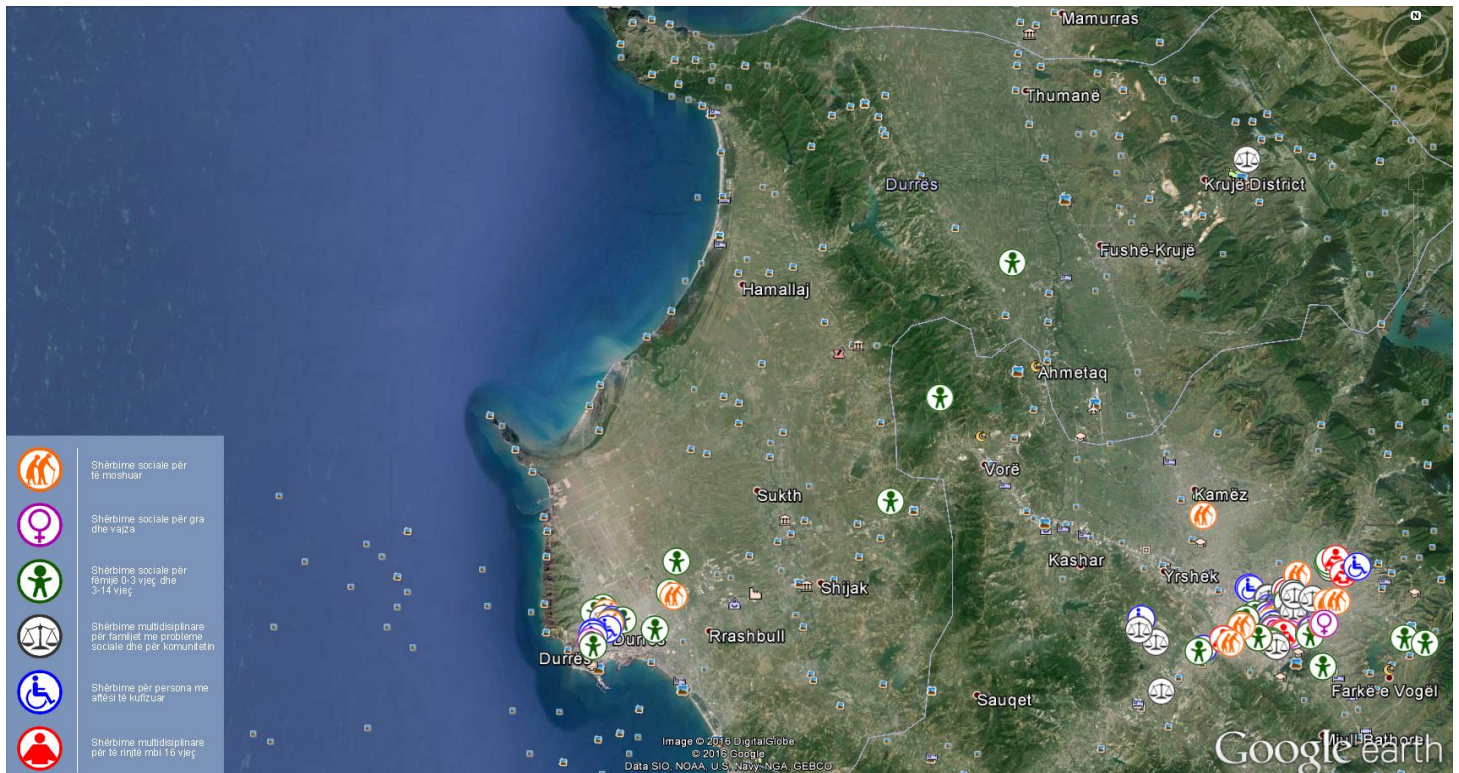 N
Mamurras
Thumanë
Krujë District
Durrës
Fushë-Krujë
Hamallaj
Ahmetaq
Vorë
Kamëz
Sukth
Kashar
Yrshek
Shijak
Rrashbull
Durrës
Durrës
Sauqet
Farkë e Vogël
Mjull Bathore
Shërbime sociale për
të moshuar
Shërbime sociale për gra
dhe vajza
Shërbime sociale për
fëmijë 0-3 vjeç dhe
3-14 vjeç
Shërbime multidisiplinare
për familjet me probleme
sociale dhe për komunitetin
Shërbime për persona me
aftësi të kufizuar
Shërbime multidisiplinare
për të rinjtë mbi 16 vjeç
Image © 2016 DigitalGlobe
© 2016 Google
Data SIO, NOAA, U.S. Navy, NGA, GEBCO
Google earth